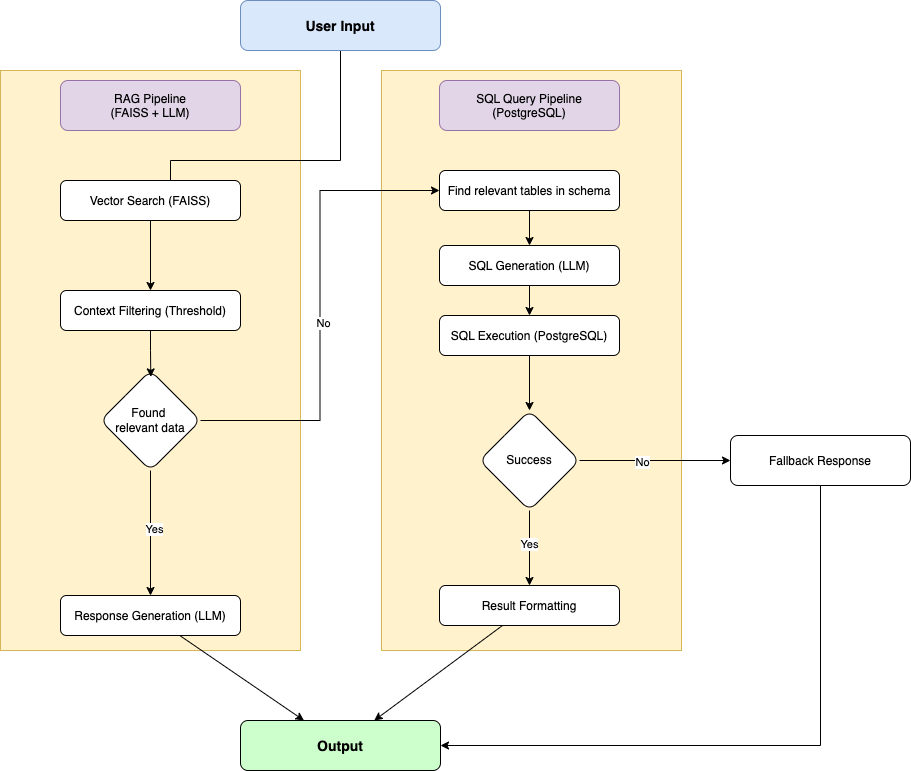 User Input
RAG Pipeline
(FAISS + LLM)
Vector Search (FAISS)
Context Filtering (Threshold)
Found
relevant data
No
Yes
Response Generation (LLM)
SQL Query Pipeline
(PostgreSQL)
Find relevant tables in schema
SQL Generation (LLM)
SQL Execution (PostgreSQL)
Success
No
Fallback Response
Yes
Result Formatting
Output